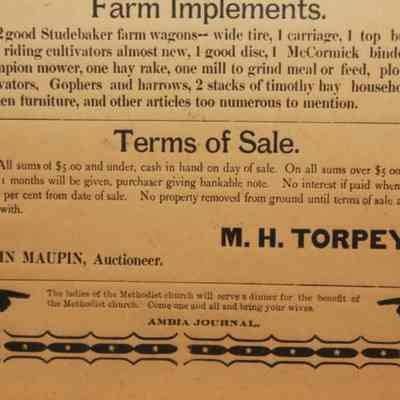 Farm Implements.
2 good Studebaker farm wagons-- wide tire, 1 carriage, 1 top
riding cultivators almost new, 1 good disc, 1 McCormick
mower, one hay rake, one mill to grind meal or feed,
Gophers and harrows, 2 stacks of timothy hay
furniture, and other articles too numerous to mention.
Terms of Sale.
All sums of $5.00 and under, cash in hand on day of sale. On all sums over $5.00
months will be given, purchaser giving bankable note. No interest if paid when
per cent from date of sale. No property removed from ground until terms of sale
with.
M. H. TORPEY
MAUPIN, Auctioneer.
The ladies of the Methodist church will serve a dinner for the benefit of
the Methodist church. Come one and all and bring your wives.
AMBIA JOURNAL.